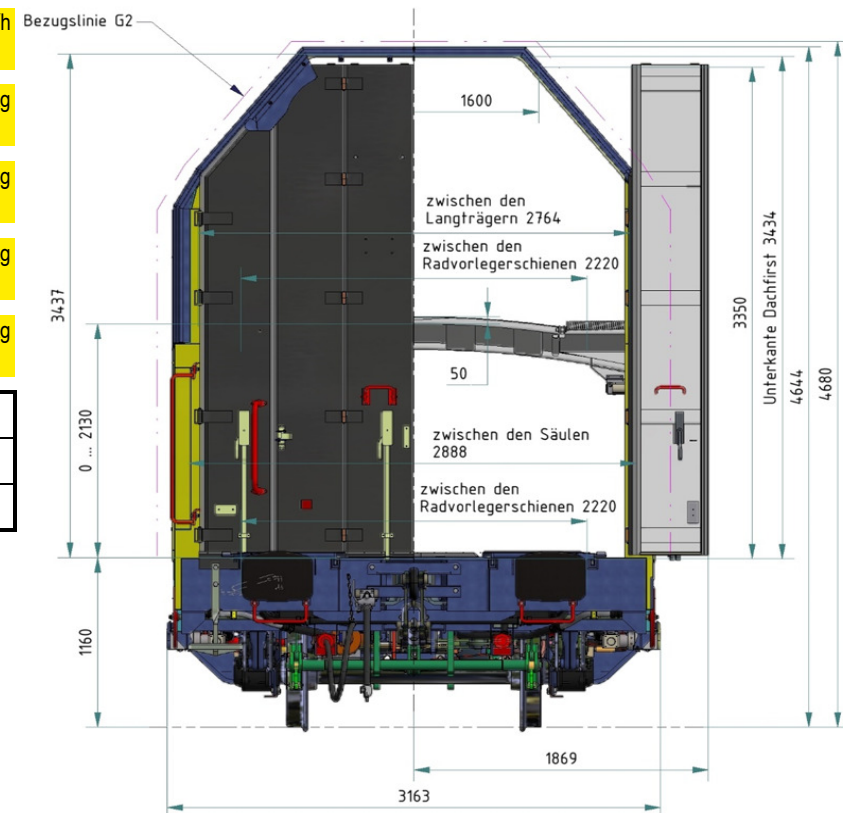 h
Bezugslinie G2
g
g
g
g
1600
zwischen den
Langträgern 2764
zwischen den
Radvorlegerschienen 2220
3437
3350
Unterkante Dachfirst 3434
4644
4680
50
0 ... 2130
zwischen den Säulen
2888
zwischen den
Radvorlegerschienen 2220
1160
1869
3163